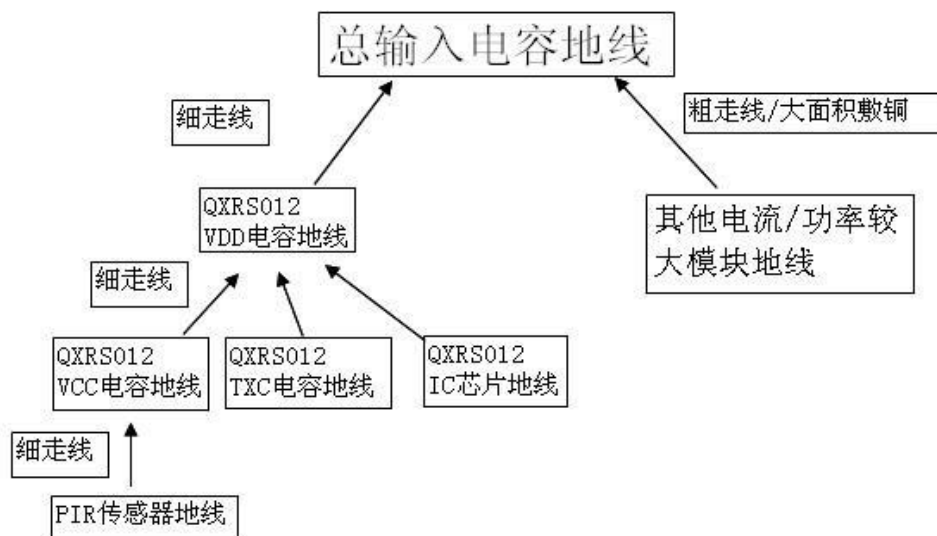 总输入电容地线
细走线
粗走线/大面积敷铜
QXRS012
VDD电容地线
其他电流/功率较
大模块地线
细走线
QXRS012
VCC电容地线
QXRS012
TXC电容地线
QXRS012
IC芯片地线
细走线
PIR传感器地线